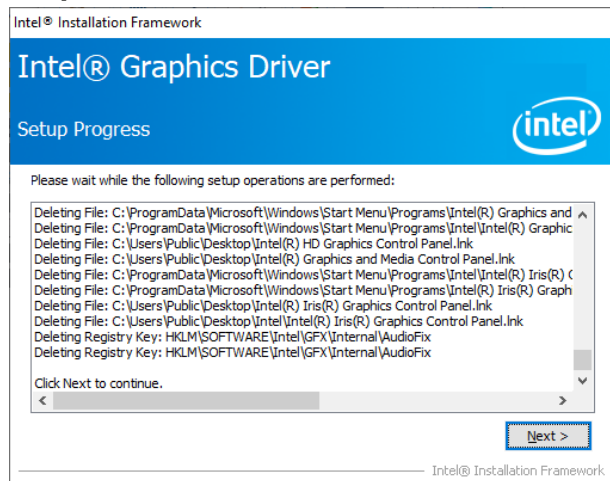 Intel® Installation Framework
Intel® Graphics Driver
Setup Progress
intel
Please wait while the following setup operations are performed:
Deleting File: C:\ProgramData\Microsoft\Windows\Start Menu\Programs\Intel(R) Graphics and
Deleting File: C:\ProgramData\Microsoft\Windows\Start Menu\Programs\Intel\Intel(R) Graphic
Deleting File: C:\Users\Public\Desktop\Intel(R) HD Graphics Control Panel.lnk
Deleting File: C:\Users\Public\Desktop\Intel(R) Graphics and Media Control Panel.lnk
Deleting File: C:\ProgramData\Microsoft\Windows\Start Menu\Programs\Intel\Intel(R) Iris(R) G
Deleting File: C:\ProgramData\Microsoft\Windows\Start Menu\Programs\Intel(R) Iris(R) Graph
Deleting File: C:\Users\Public\Desktop\Intel(R) Iris(R) Graphics Control Panel.lnk
Deleting File: C:\Users\Public\Desktop\Intel\Intel(R) Iris(R) Graphics Control Panel.lnk
Deleting Registry Key: HKLM\SOFTWARE\Intel\GFX\Internal\AudioFix
Deleting Registry Key: HKLM\SOFTWARE\Intel\GFX\Internal\AudioFix
Click Next to continue.
Next >
Intel® Installation Framework